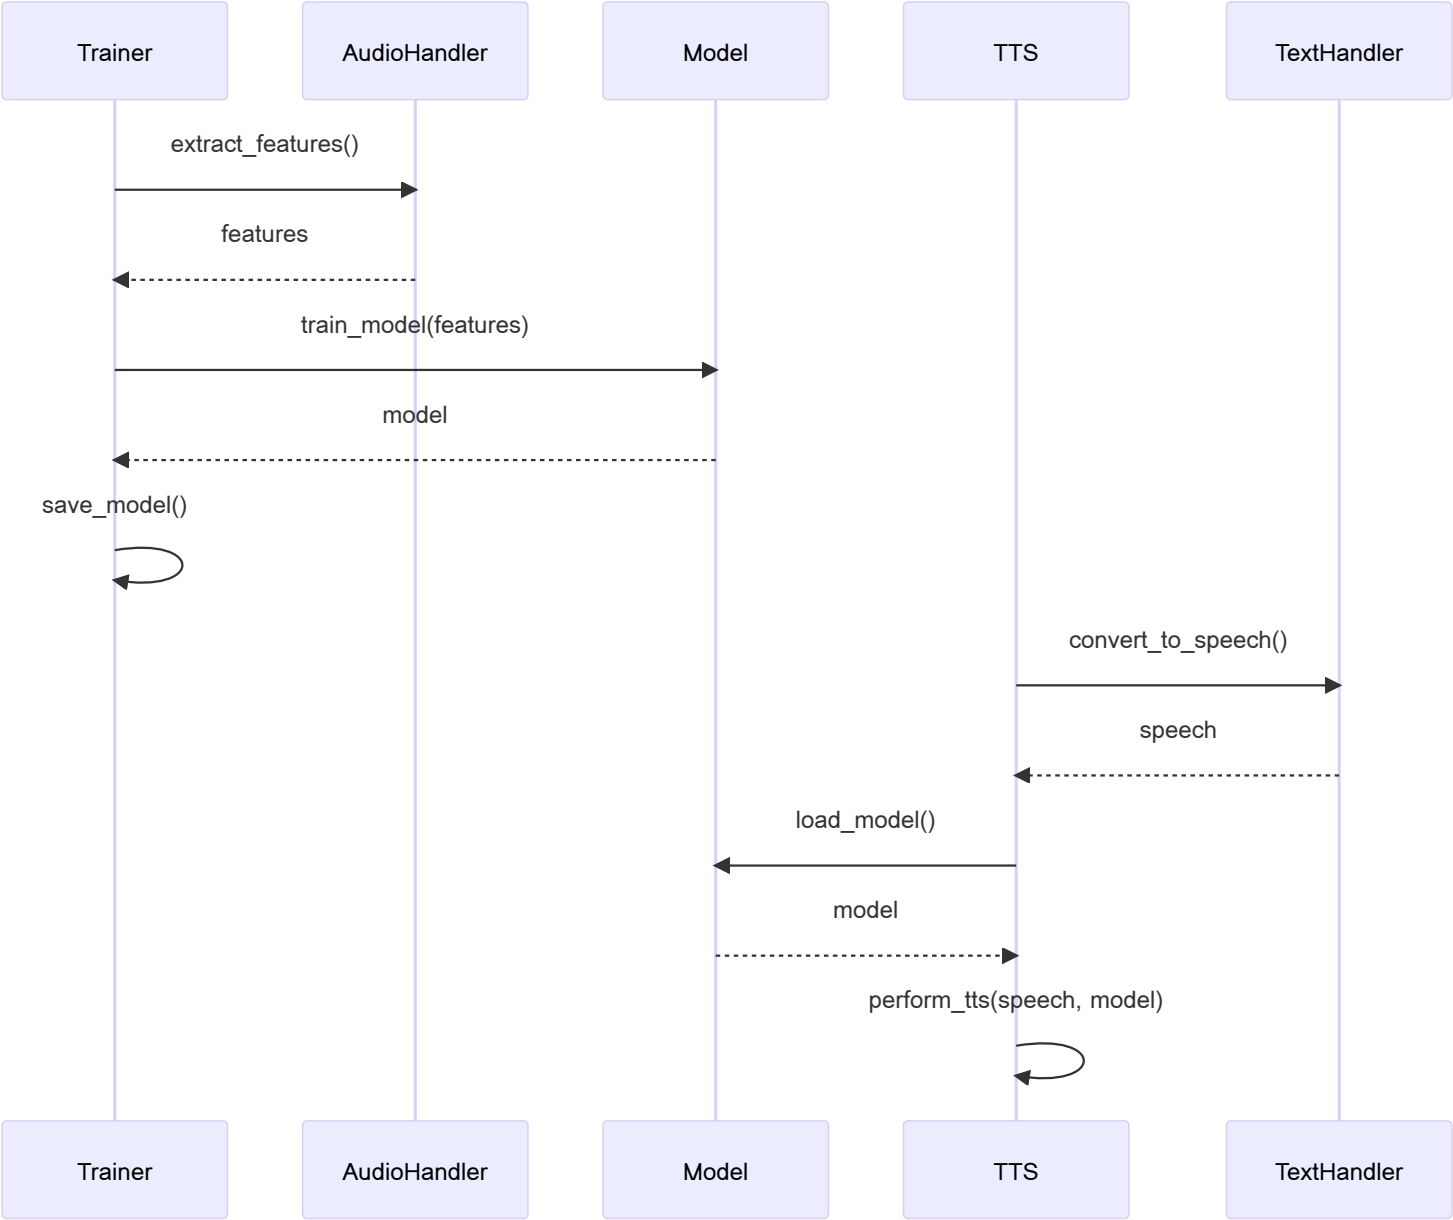 Trainer
AudioHandler
Model
TTS
TextHandler
extract_features()
features
train_model(features)
model
save_model()
convert_to_speech()
speech
load_model()
model
perform_tts(speech, model)
Trainer
AudioHandler
Model
TTS
TextHandler